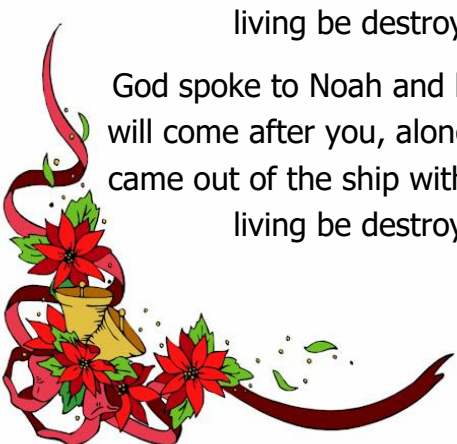 living be destroy
God spoke to Noah and
will come after you, alon
came out of the ship with
living be destroy